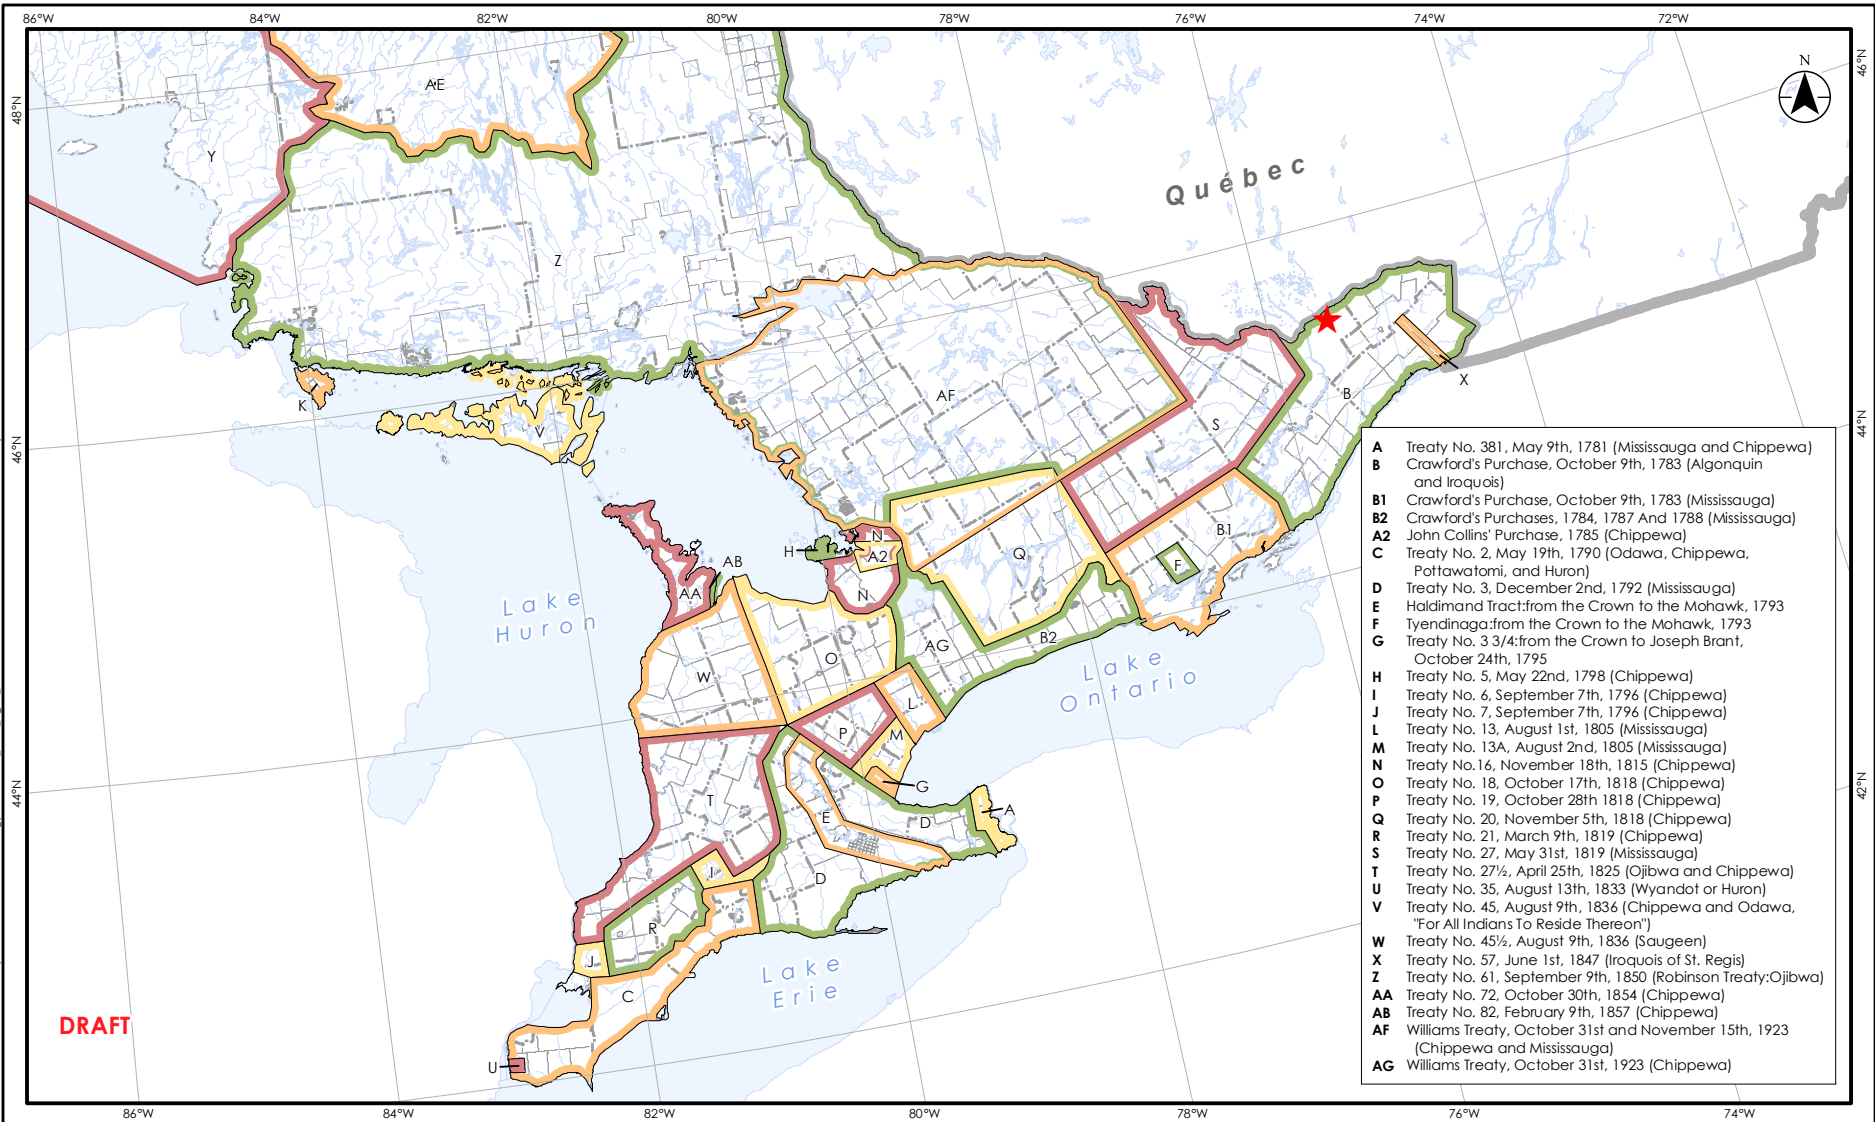 86°W 84°W 82°W 80°W 78°W 76°W 74°W 72°W
46°N
N
48°N
AE
Y
Québec
Z
X
K
AF
B
V
S
46°N
44°N
A Treaty No. 381, May 9th, 1781 (Mississauga and Chippewa)
B Crawford's Purchase, October 9th, 1783 (Algonquin
and Iroquois)
B1 Crawford's Purchase, October 9th, 1783 (Mississauga)
B2 Crawford's Purchases, 1784, 1787 And 1788 (Mississauga)
A2 John Collins' Purchase, 1785 (Chippewa)
C Treaty No. 2, May 19th, 1790 (Odawa, Chippewa,
Pottawatomi, and Huron)
D Treaty No. 3, December 2nd, 1792 (Mississauga)
E Haldimand Tract:from the Crown to the Mohawk, 1793
F Tyendinaga:from the Crown to the Mohawk, 1793
G Treaty No. 3 3/4:from the Crown to Joseph Brant,
October 24th, 1795
H Treaty No. 5, May 22nd, 1798 (Chippewa)
I Treaty No. 6, September 7th, 1796 (Chippewa)
J Treaty No. 7, September 7th, 1796 (Chippewa)
L Treaty No. 13, August 1st, 1805 (Mississauga)
M Treaty No. 13A, August 2nd, 1805 (Mississauga)
N Treaty No.16, November 18th, 1815 (Chippewa)
O Treaty No. 18, October 17th, 1818 (Chippewa)
P Treaty No. 19, October 28th 1818 (Chippewa)
Q Treaty No. 20, November 5th, 1818 (Chippewa)
R Treaty No. 21, March 9th, 1819 (Chippewa)
S Treaty No. 27, May 31st, 1819 (Mississauga)
T Treaty No. 27½, April 25th, 1825 (Ojibwa and Chippewa)
U Treaty No. 35, August 13th, 1833 (Wyandot or Huron)
V Treaty No. 45, August 9th, 1836 (Chippewa and Odawa,
"For All Indians To Reside Thereon")
W Treaty No. 45½, August 9th, 1836 (Saugeen)
X Treaty No. 57, June 1st, 1847 (Iroquois of St. Regis)
Z Treaty No. 61, September 9th, 1850 (Robinson Treaty:Ojibwa)
AA Treaty No. 72, October 30th, 1854 (Chippewa)
AB Treaty No. 82, February 9th, 1857 (Chippewa)
AF Williams Treaty, October 31st and November 15th, 1923
(Chippewa and Mississauga)
AG Williams Treaty, October 31st, 1923 (Chippewa)
B1
N
H
A2
Q
AB
F
AA
N
Lake
Huron
B2
AG
O
Lake
Ontario
W
L
P
M
44°N
42°N
G
T
A
E
D
I
D
R
J
Lake
Erie
C
DRAFT
U
86°W 84°W 82°W 80°W 78°W 76°W 74°W